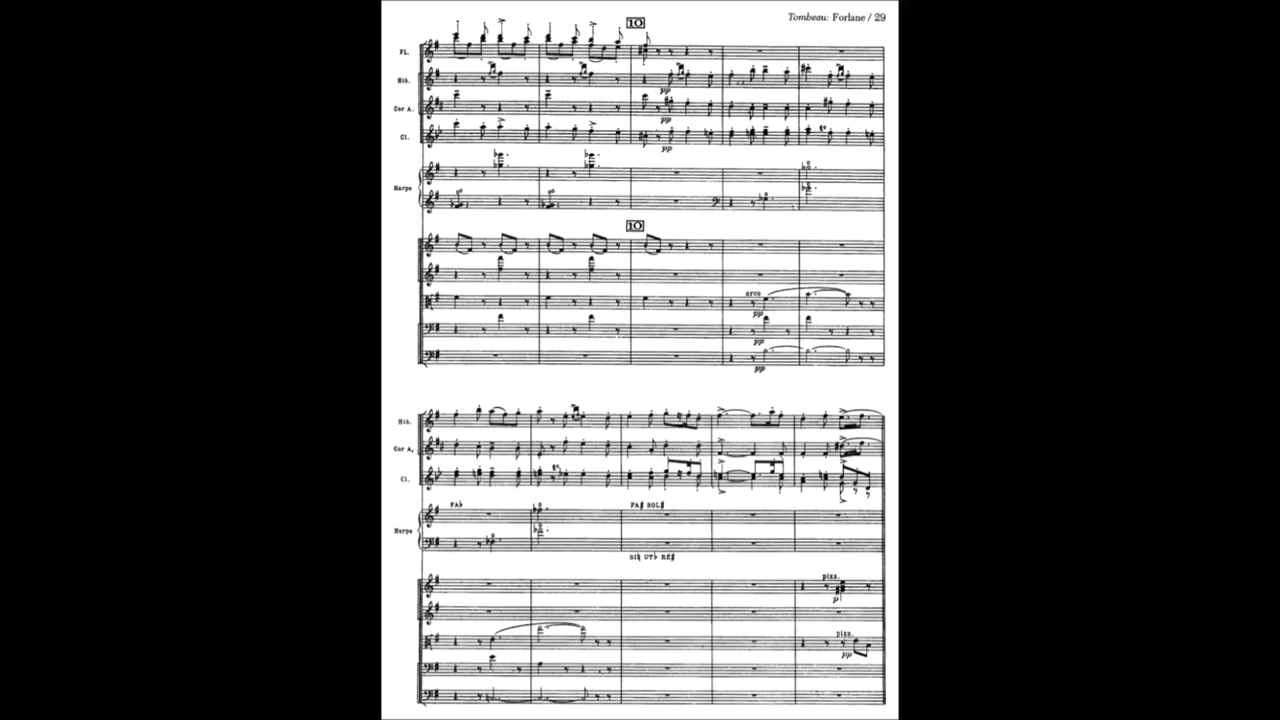 Tombeau: Forlane / 29
10
Fl.
Htb.
pp
Cor A.
pp
Cl.
pp
Harpe
10
arco
pp
pp
pp
Htb.
Cor A.
Cl.
FA♭
FA♯ SOL♯
Harpe
SI♮ UT♭ RÉ♯
pizz.
p
pizz.
pp